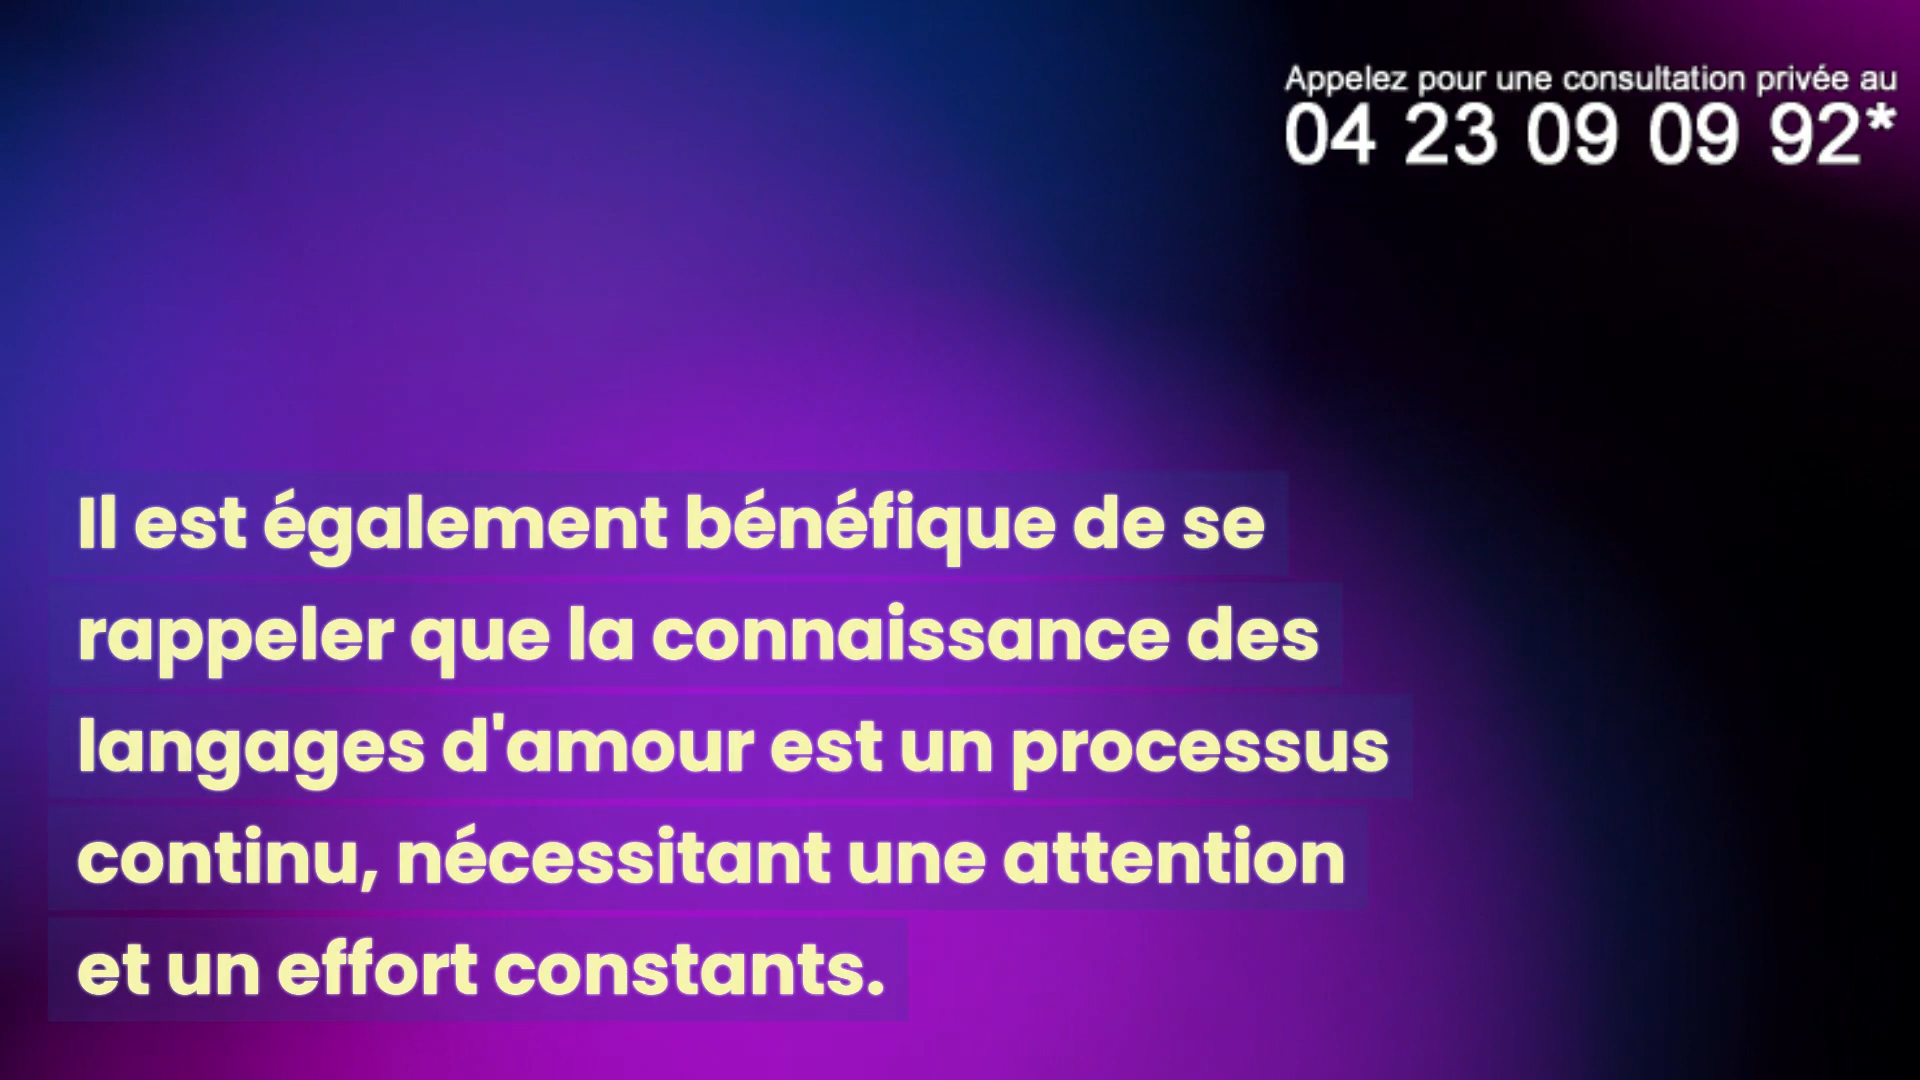 Appelez pour une consultation privée au
04 23 09 09 92*
Il est également bénéfique de se
rappeler que la connaissance des
langages d'amour est un processus
continu, nécessitant une attention
et un effort constants.